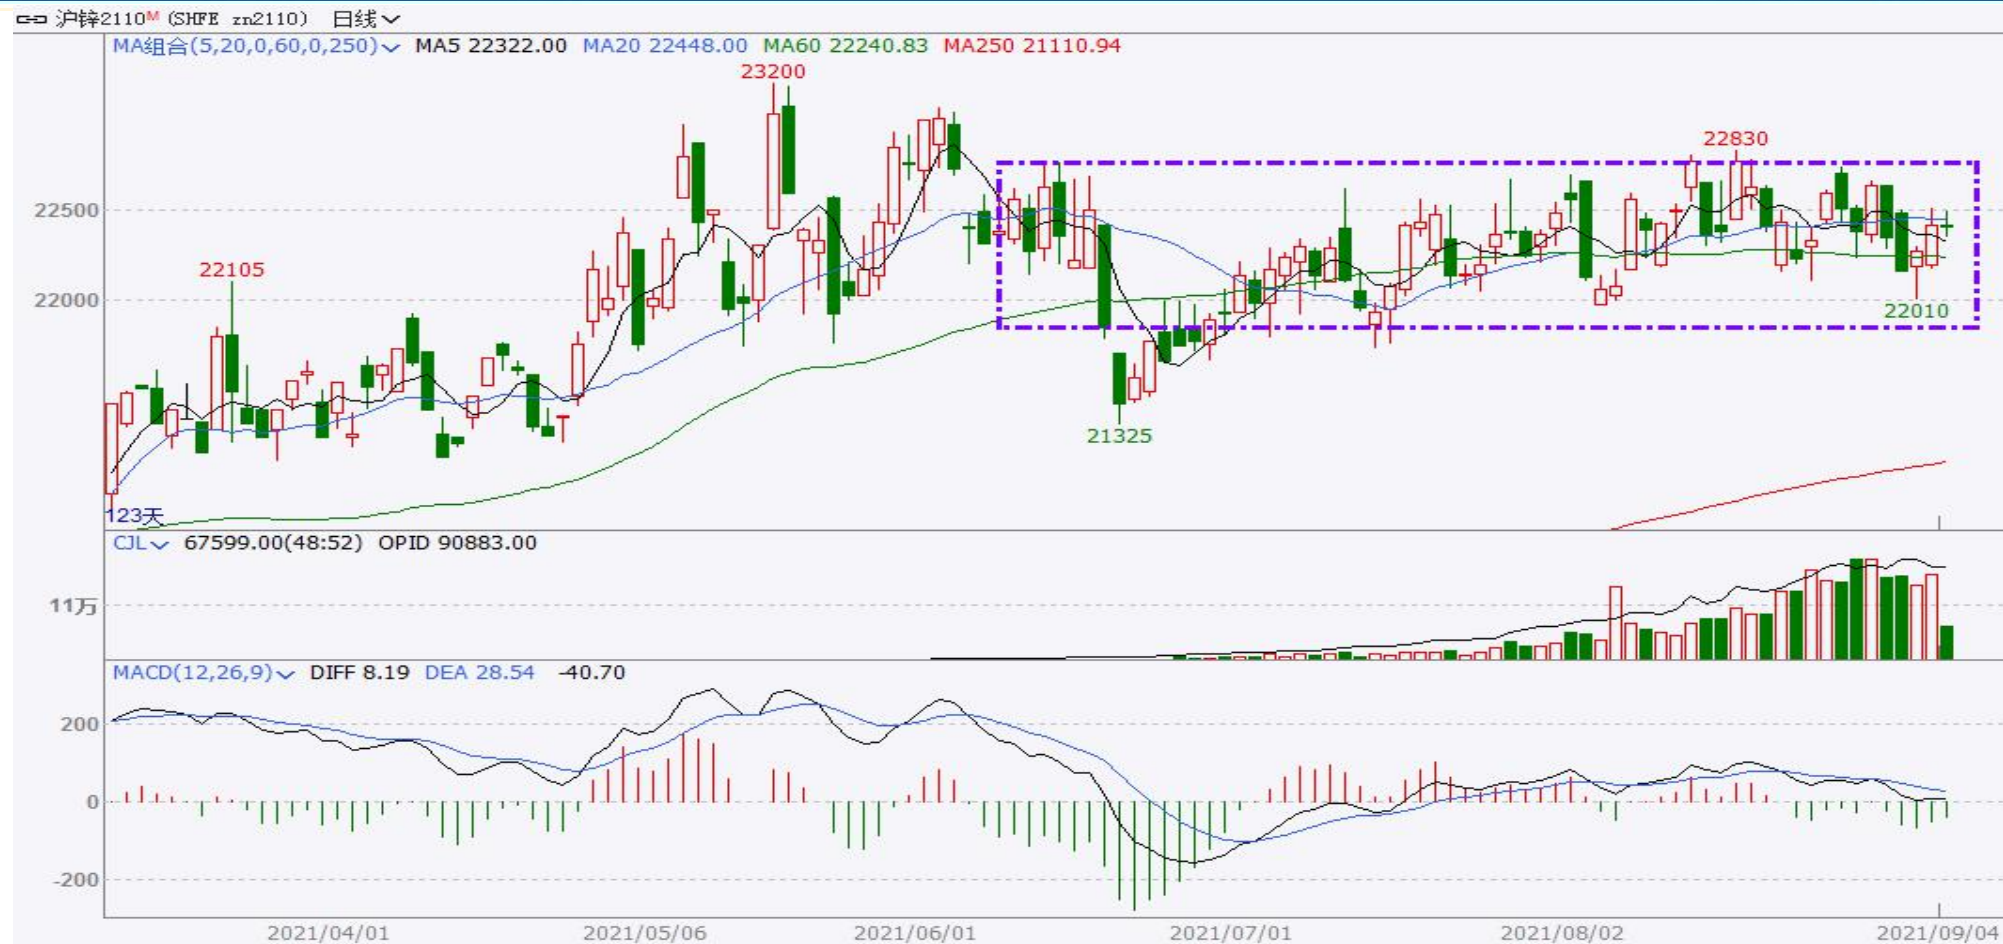 沪锌2110M (SHFE zn2110) 日线
MA组合(5,20,0,60,0,250) MA5 22322.00 MA20 22448.00 MA60 22240.83 MA250 21110.94
23200
22830
22500
22105
22000
22010
21325
123天
CJL 67599.00(48:52) OPID 90883.00
11万
MACD(12,26,9) DIFF 8.19 DEA 28.54 -40.70
200
0
-200
2021/04/01 2021/05/06 2021/06/01 2021/07/01 2021/08/02 2021/09/04